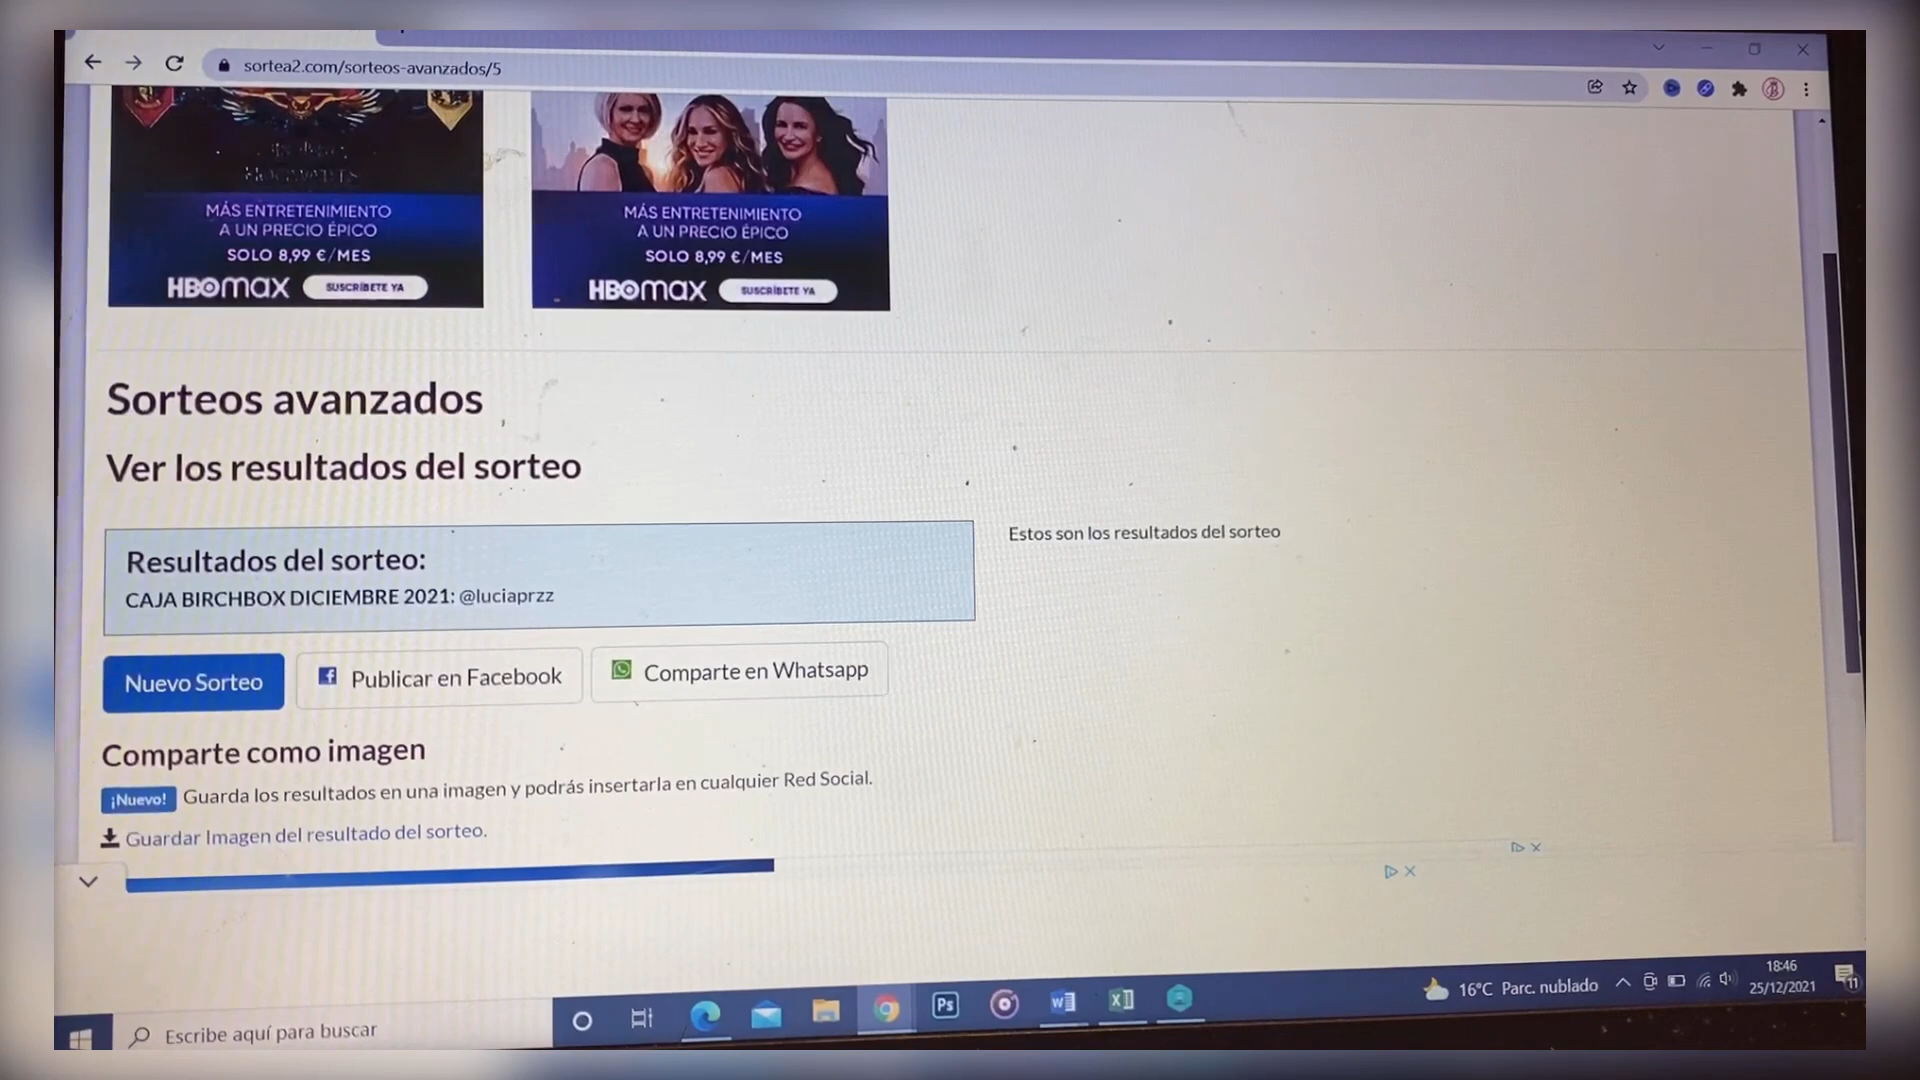 sortea2.com/sorteos-avanzados/5
MÁS ENTRETENIMIENTO
A UN PRECIO ÉPICO
SOLO 8,99 €/MES
HBOmax SUSCRÍBETE YA
MÁS ENTRETENIMIENTO
A UN PRECIO ÉPICO
SOLO 8,99 €/MES
HBOmax SUSCRÍBETE YA
Sorteos avanzados
Ver los resultados del sorteo
Resultados del sorteo:
CAJA BIRCHBOX DICIEMBRE 2021: @luciaprzz
Estos son los resultados del sorteo
Nuevo Sorteo
Publicar en Facebook
Comparte en Whatsapp
Comparte como imagen
¡Nuevo! Guarda los resultados en una imagen y podrás insertarla en cualquier Red Social.
Guardar Imagen del resultado del sorteo.
Escribe aquí para buscar
Ps
16°C Parc. nublado
18:46
25/12/2021
11